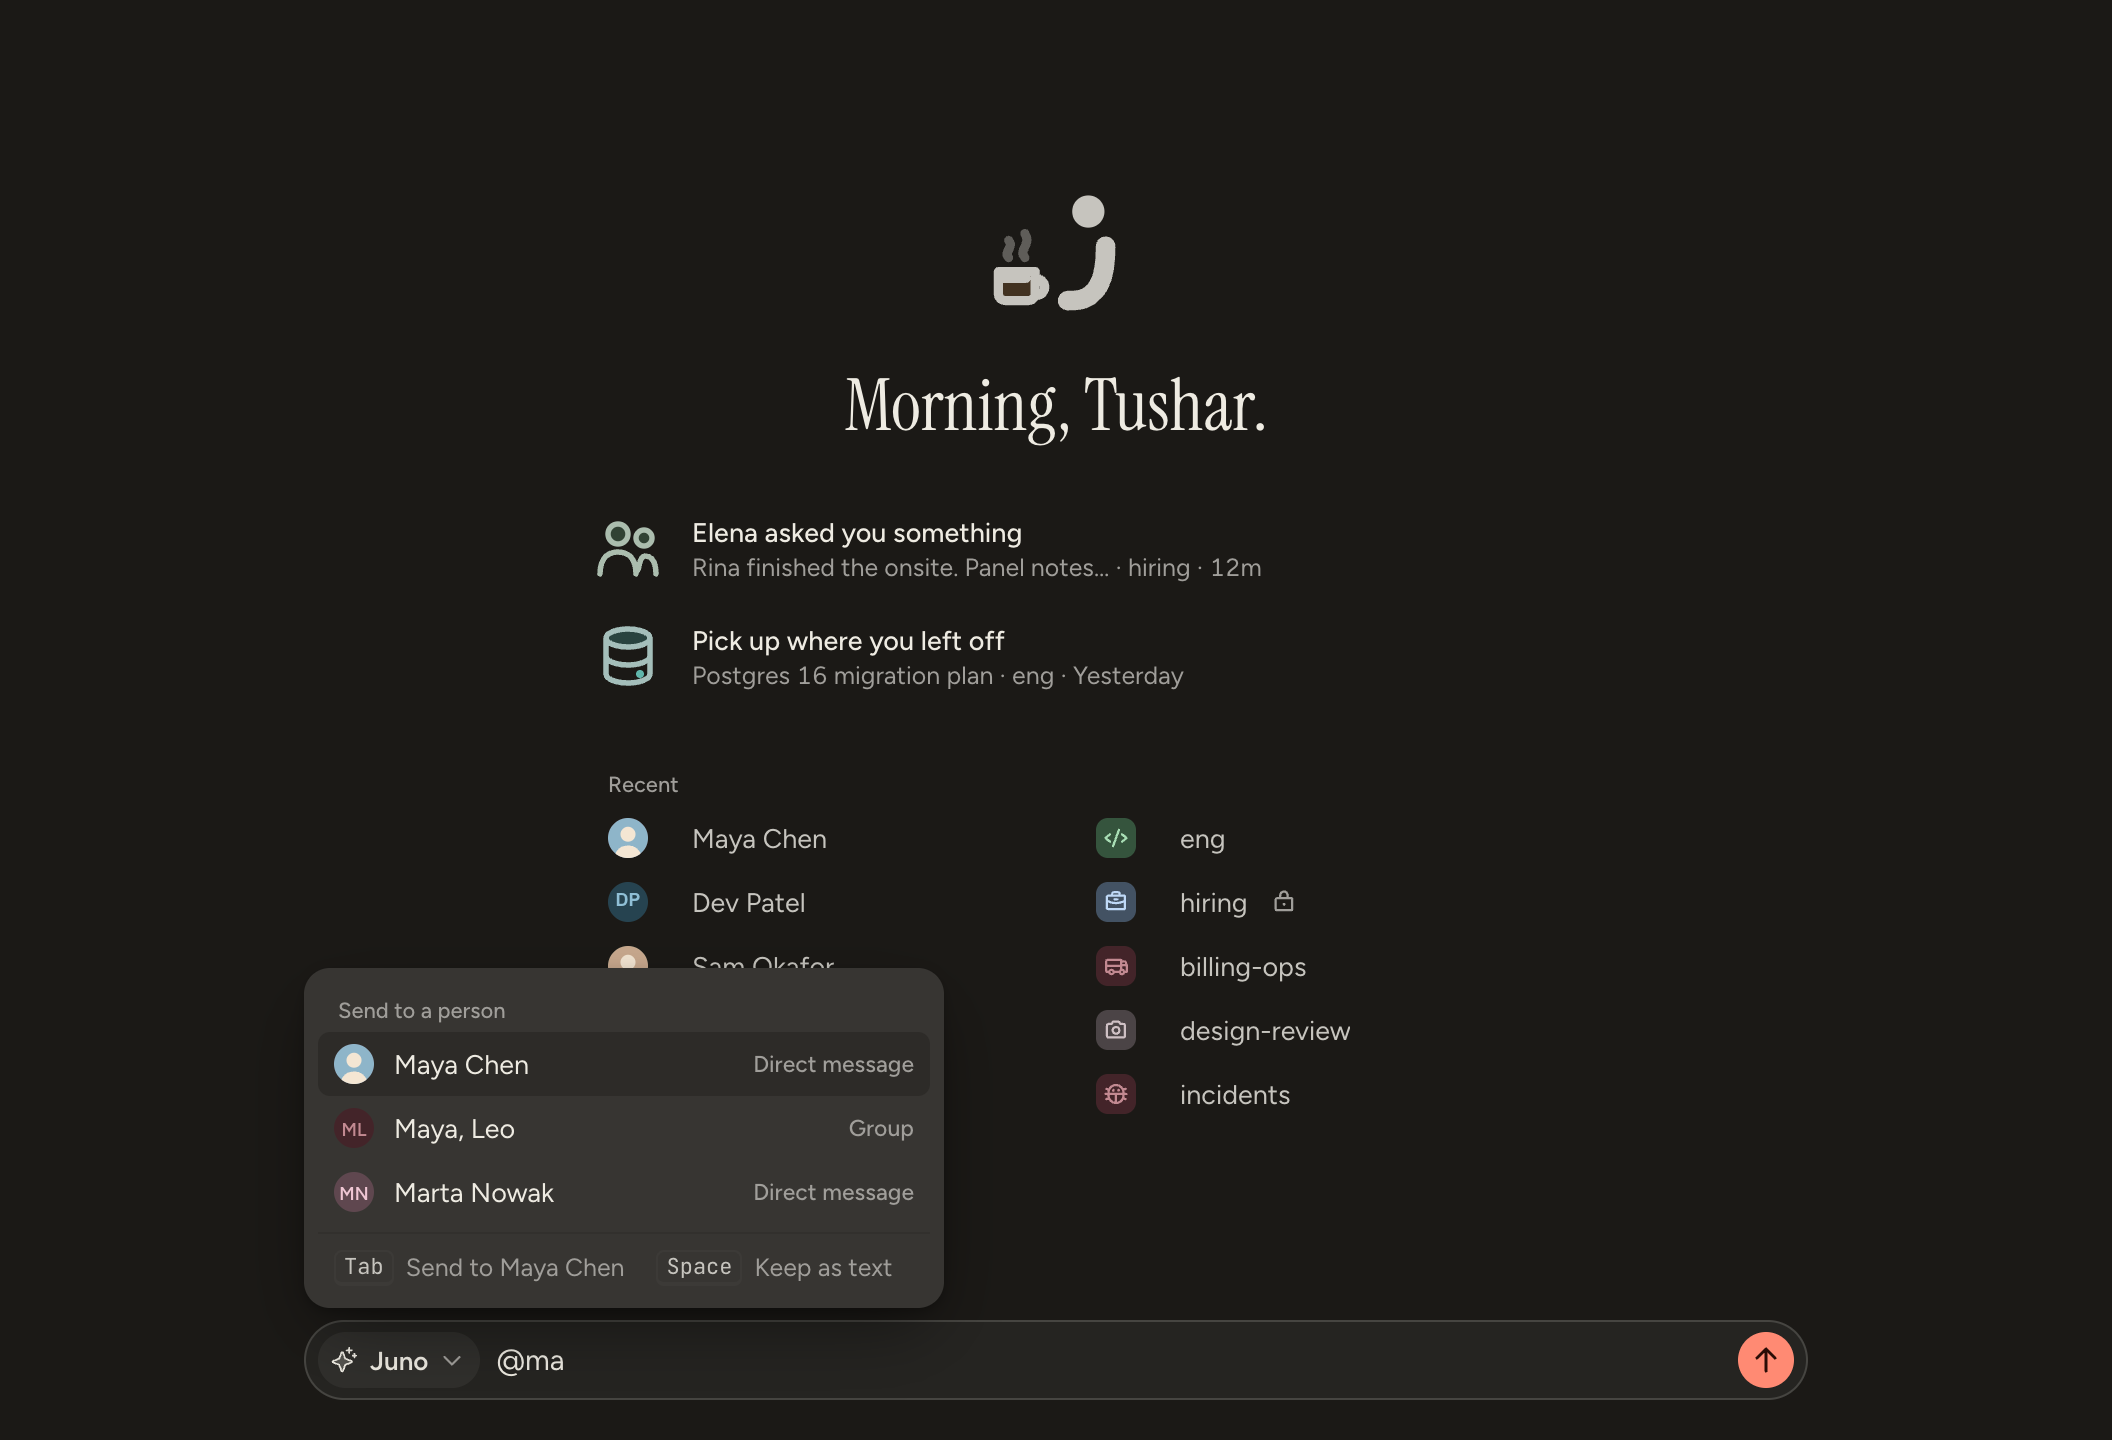 Morning, Tushar.
Elena asked you something
Rina finished the onsite. Panel notes... · hiring · 12m
Pick up where you left off
Postgres 16 migration plan · eng · Yesterday
Recent
Maya Chen
eng
DP Dev Patel
hiring
Sam Okafor
billing-ops
design-review
incidents
Send to a person
Maya Chen Direct message
ML Maya, Leo Group
MN Marta Nowak Direct message
Tab Send to Maya Chen Space Keep as text
Juno @ma